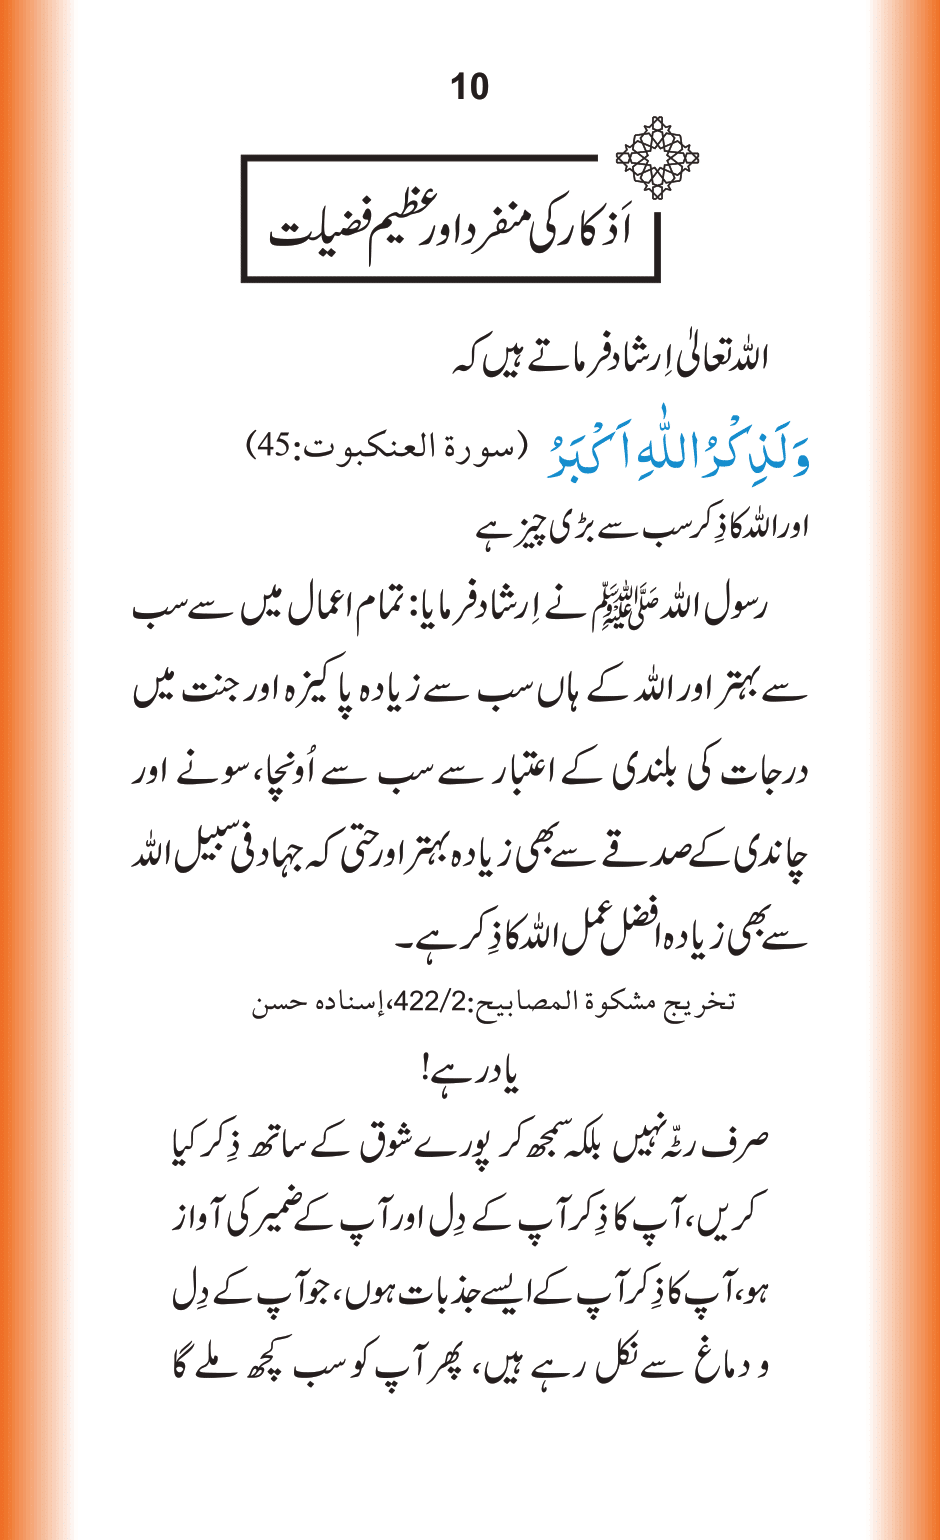 10
اَذکار کی منفرد اور عظیم فضیلت
اللہ تعالیٰ اِرشاد فرماتے ہیں کہ
وَلَذِكْرُ اللّٰهِ اَكْبَرُ (سورة العنكبوت:45)
اور اللہ کا ذِکر سب سے بڑی چیز ہے
رسول اللہ ﷺ نے اِرشاد فرمایا: تمام اعمال میں سے سب
سے بہتر اور اللہ کے ہاں سب سے زیادہ پاکیزہ اور جنت میں
درجات کی بلندی کے اعتبار سے سب سے اُونچا، سونے اور
چاندی کے صدقے سے بھی زیادہ بہتر اور حتی کہ جہاد فی سبیل اللہ
سے بھی زیادہ افضل عمل اللہ کا ذِکر ہے۔
تخريج مشكوة المصابيح:422/2،إسناده حسن
یاد رہے!
صرف رٹّہ نہیں بلکہ سمجھ کر پورے شوق کے ساتھ ذِکر کیا
کریں، آپ کا ذِکر آپ کے دِل اور آپ کے ضمیر کی آواز
ہو، آپ کا ذِکر آپ کے ایسے جذبات ہوں، جو آپ کے دِل
و دماغ سے نکل رہے ہیں، پھر آپ کو سب کچھ ملے گا